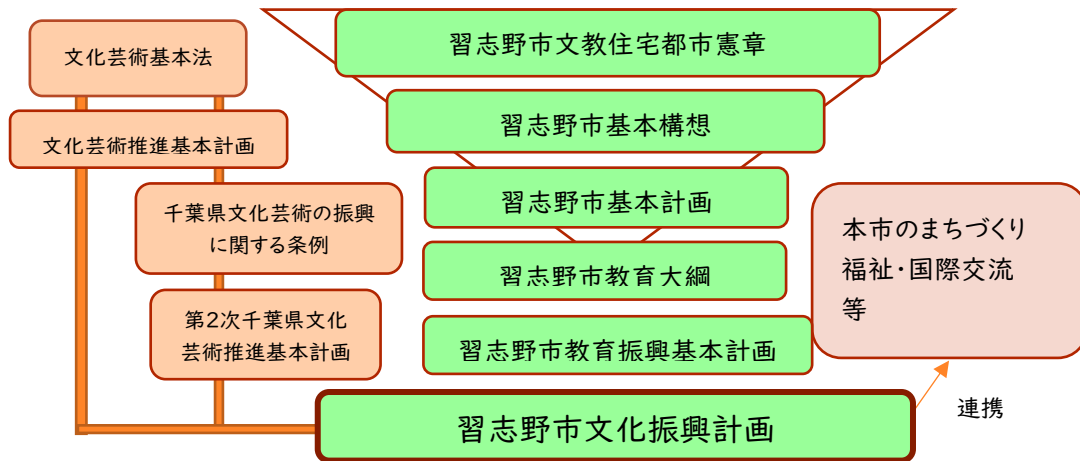 文化芸術基本法
文化芸術推進基本計画
千葉県文化芸術の振興
に関する条例
第2次千葉県文化
芸術推進基本計画
習志野市文教住宅都市憲章
習志野市基本構想
習志野市基本計画
習志野市教育大綱
習志野市教育振興基本計画
習志野市文化振興計画
本市のまちづくり
福祉・国際交流
等
連携